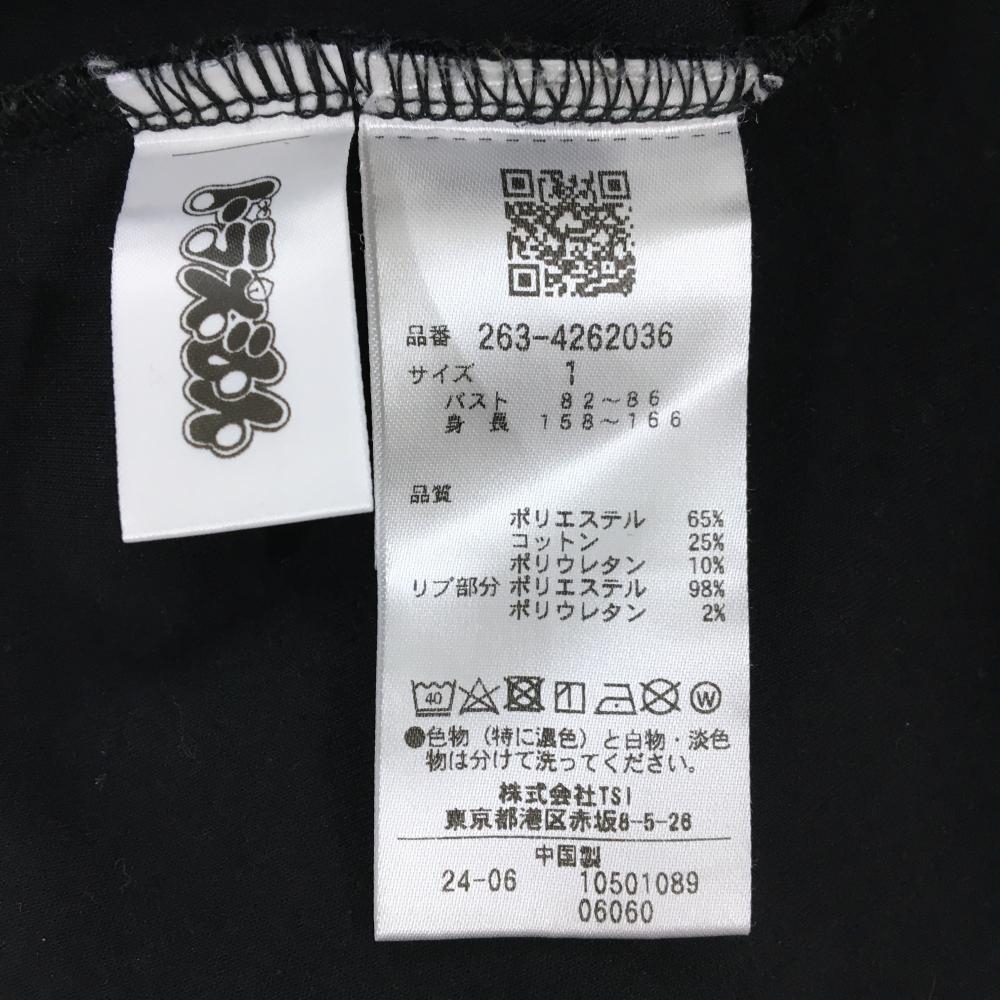 品番 263-4262036
サイズ 1
バスト 82～86
身長 158～166
品質
ポリエステル 65%
コットン 25%
ポリウレタン 10%
リブ部分 ポリエステル 98%
ポリウレタン 2%
40
W
●色物（特に濃色）と白物・淡色
物は分けて洗ってください。
株式会社TSI
東京都港区赤坂8-5-26
中国製
24-06 10501089
06060